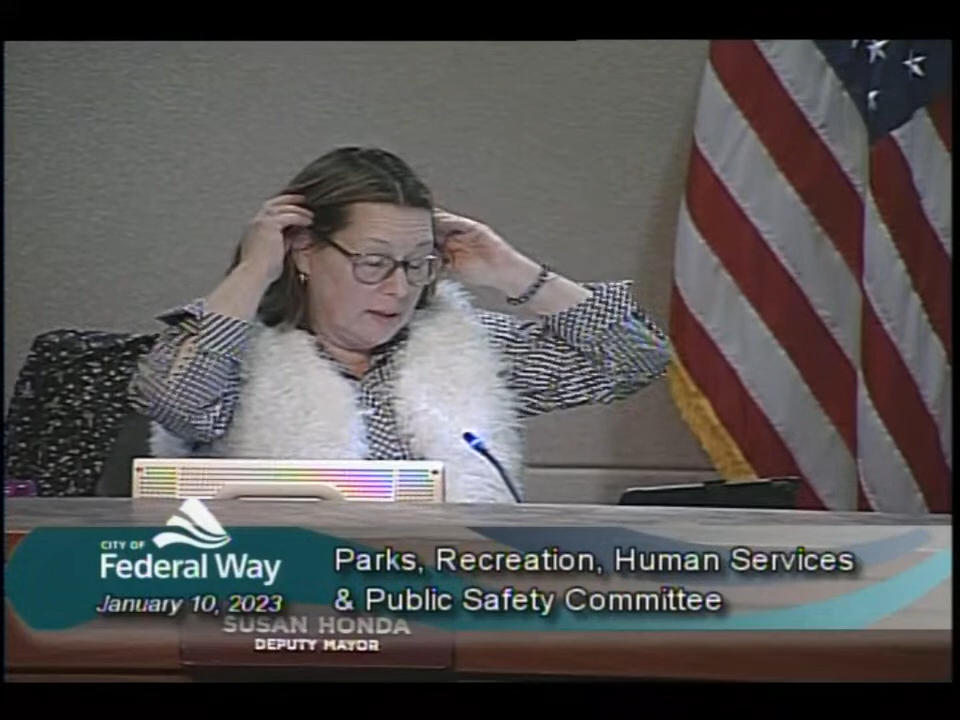 CITY OF
Federal Way
January 10, 2023
Parks, Recreation, Human Services
& Public Safety Committee
SUSAN HONDA
DEPUTY MAYOR